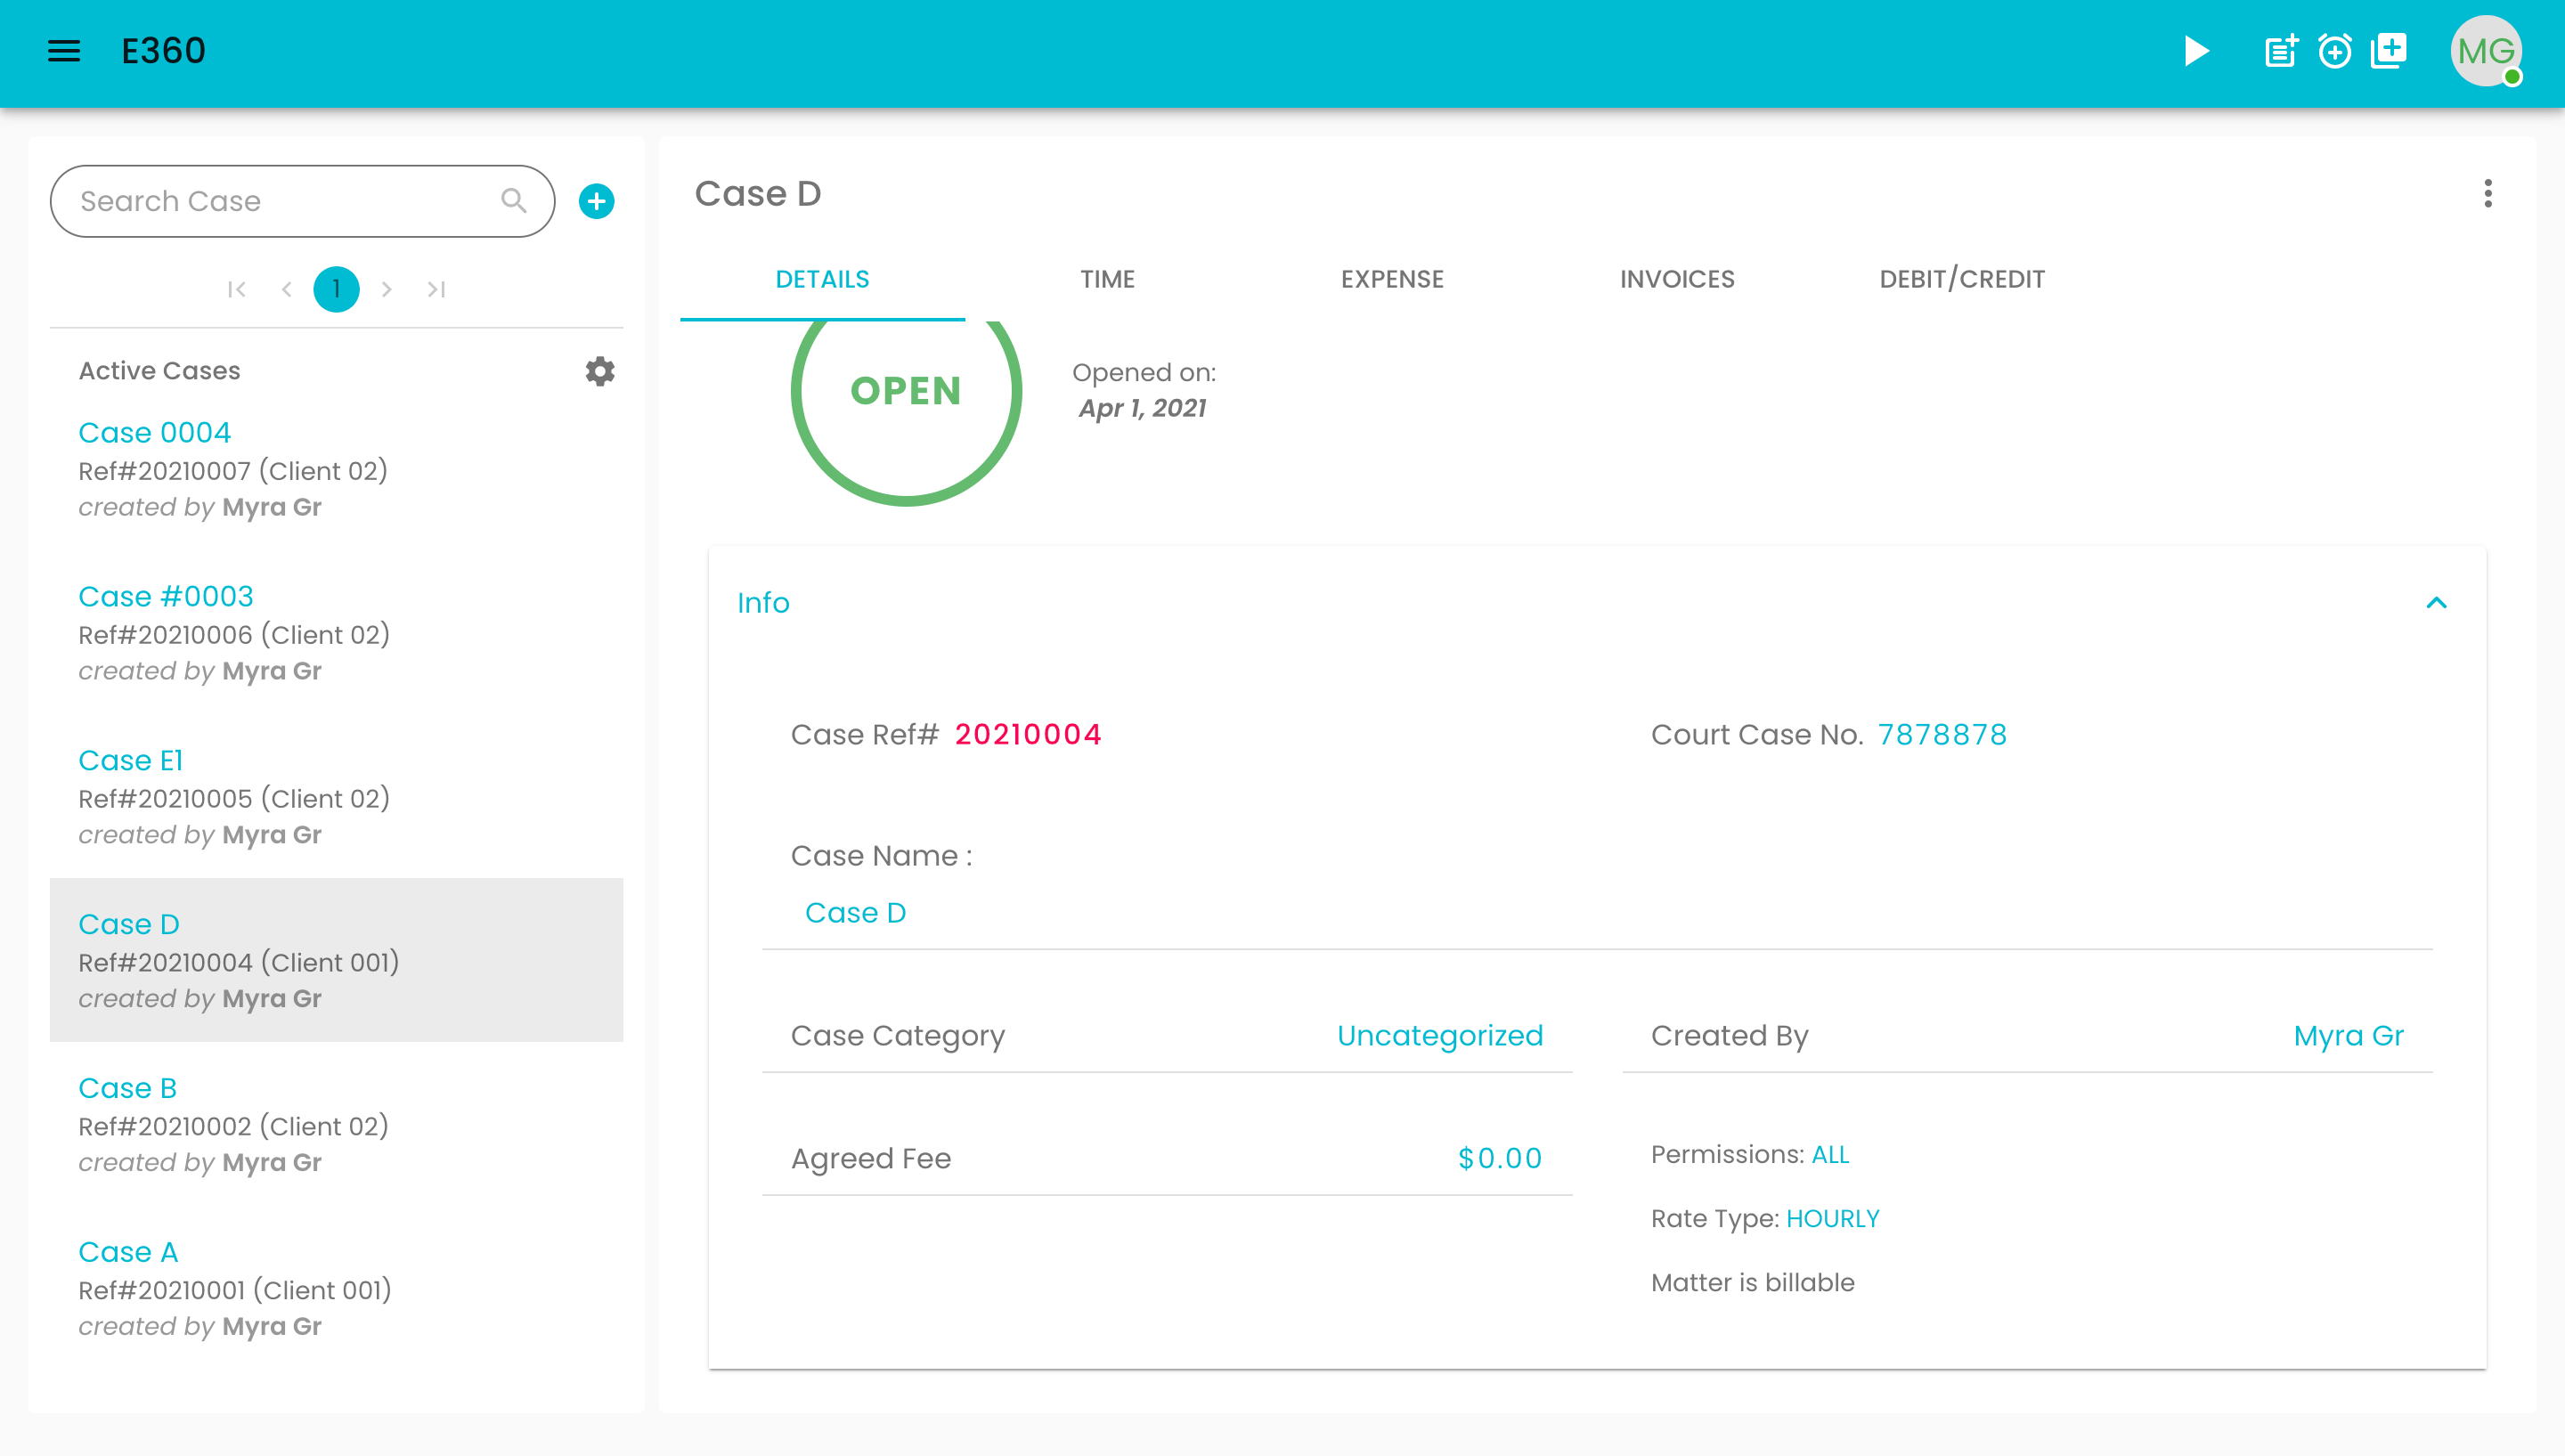 E360
MG
Search Case
1
Active Cases
Case 0004
Ref#20210007 (Client 02)
created by Myra Gr
Case #0003
Ref#20210006 (Client 02)
created by Myra Gr
Case E1
Ref#20210005 (Client 02)
created by Myra Gr
Case D
Ref#20210004 (Client 001)
created by Myra Gr
Case B
Ref#20210002 (Client 02)
created by Myra Gr
Case A
Ref#20210001 (Client 001)
created by Myra Gr
Case D
DETAILS TIME EXPENSE INVOICES DEBIT/CREDIT
OPEN
Opened on:
Apr 1, 2021
Info
Case Ref# 20210004
Court Case No. 7878878
Case Name :
Case D
Case Category Uncategorized
Created By Myra Gr
Agreed Fee $0.00
Permissions: ALL
Rate Type: HOURLY
Matter is billable